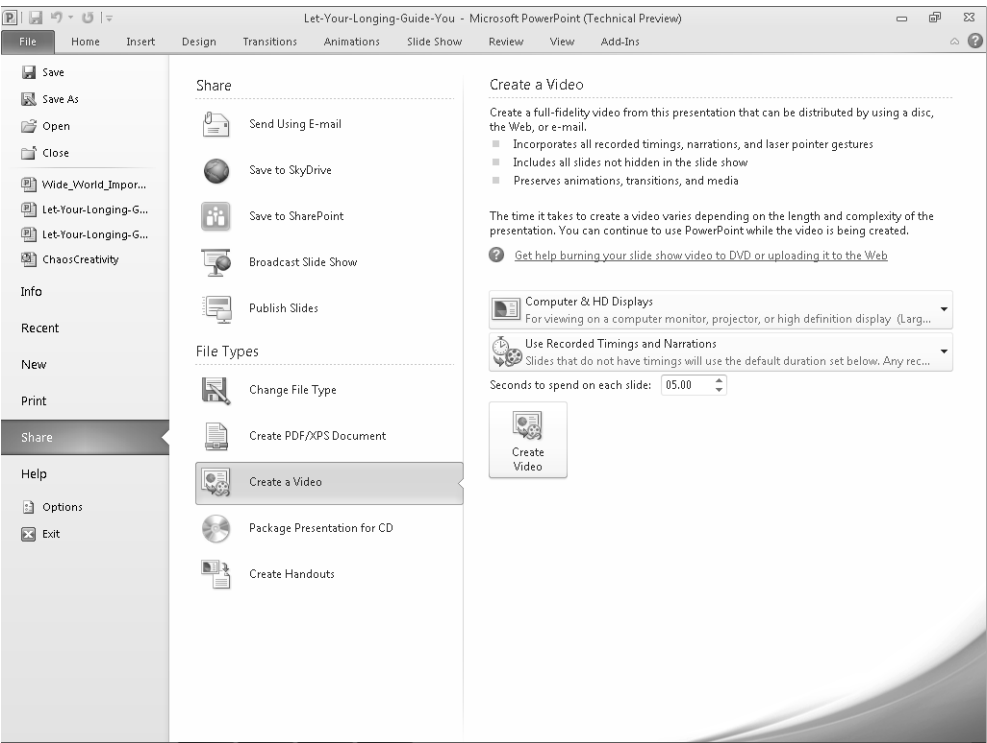 Let-Your-Longing-Guide-You - Microsoft PowerPoint (Technical Preview)
File Home Insert Design Transitions Animations Slide Show Review View Add-Ins
Save
Save As
Open
Close
Wide_World_Impor...
Let-Your-Longing-G...
Let-Your-Longing-G...
ChaosCreativity
Info
Recent
New
Print
Share
Help
Options
Exit
Share
Send Using E-mail
Save to SkyDrive
Save to SharePoint
Broadcast Slide Show
Publish Slides
File Types
Change File Type
Create PDF/XPS Document
Create a Video
Package Presentation for CD
Create Handouts
Create a Video
Create a full-fidelity video from this presentation that can be distributed by using a disc,
the Web, or e-mail.
Incorporates all recorded timings, narrations, and laser pointer gestures
Includes all slides not hidden in the slide show
Preserves animations, transitions, and media
The time it takes to create a video varies depending on the length and complexity of the
presentation. You can continue to use PowerPoint while the video is being created.
Get help burning your slide show video to DVD or uploading it to the Web
Computer & HD Displays
For viewing on a computer monitor, projector, or high definition display (Larg...
Use Recorded Timings and Narrations
Slides that do not have timings will use the default duration set below. Any rec...
Seconds to spend on each slide: 05.00
Create
Video